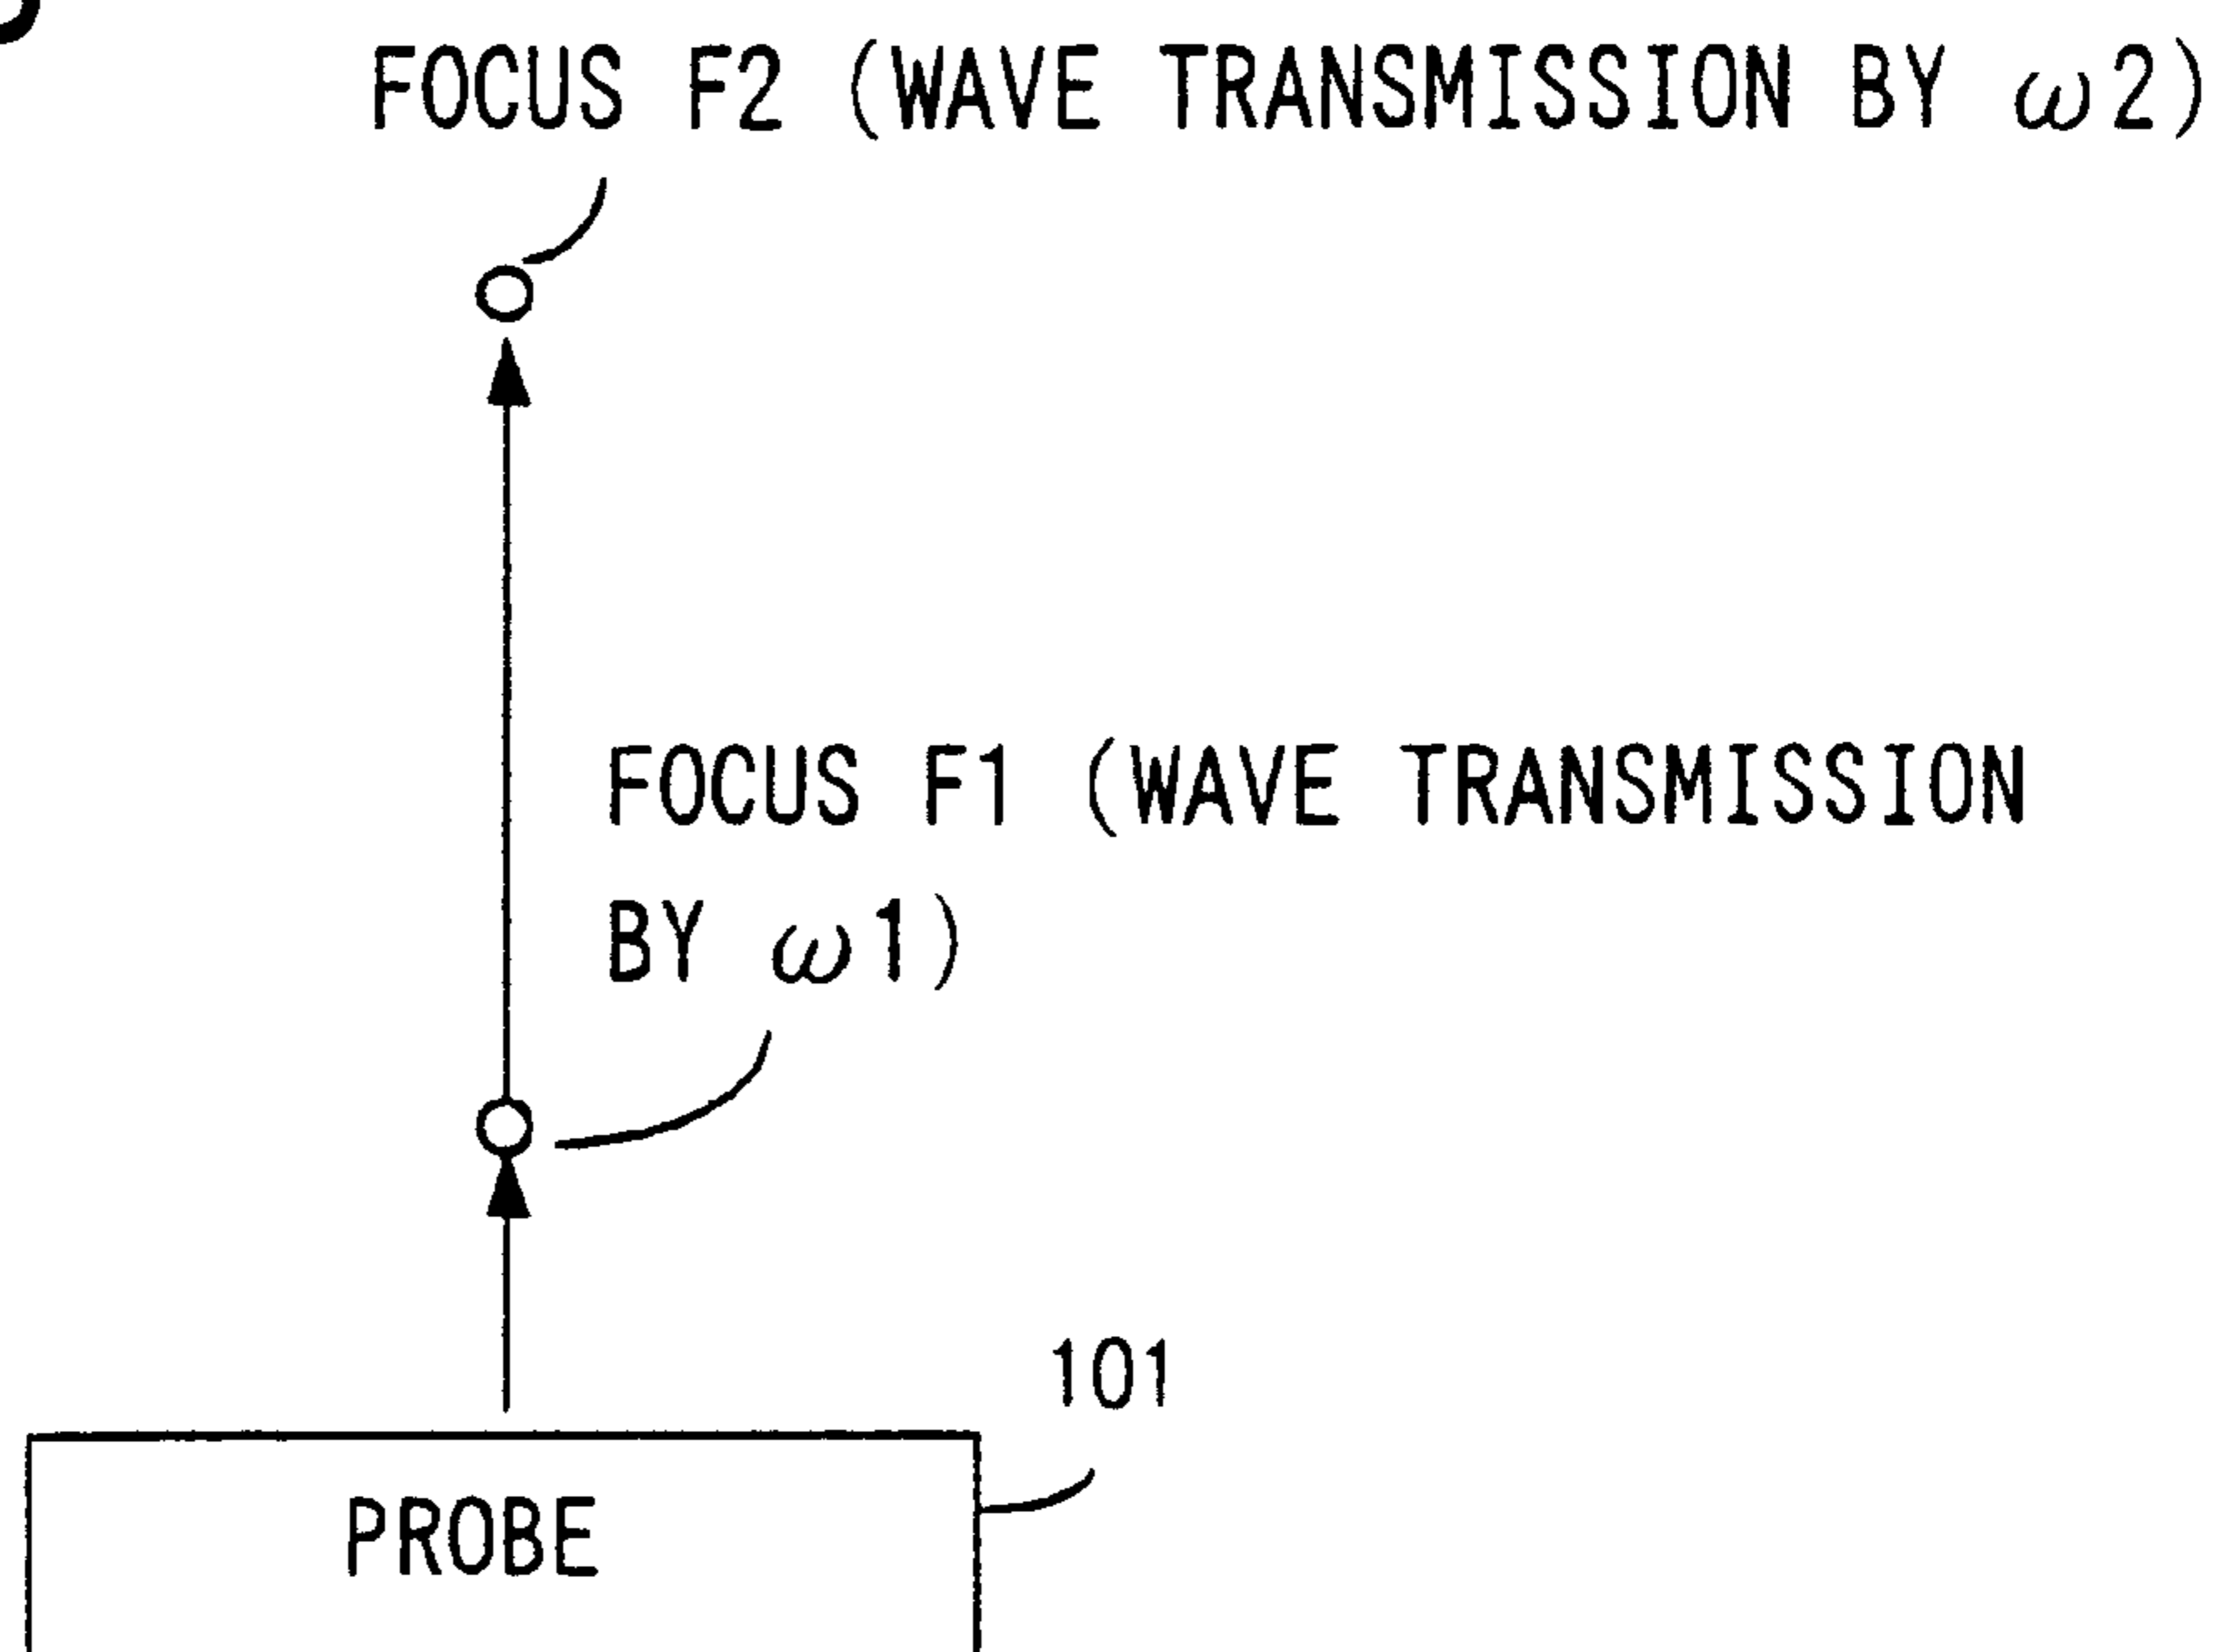 FOCUS F2 (WAVE TRANSMISSION BY ω2)
FOCUS F1 (WAVE TRANSMISSION
BY ω1)
101
PROBE